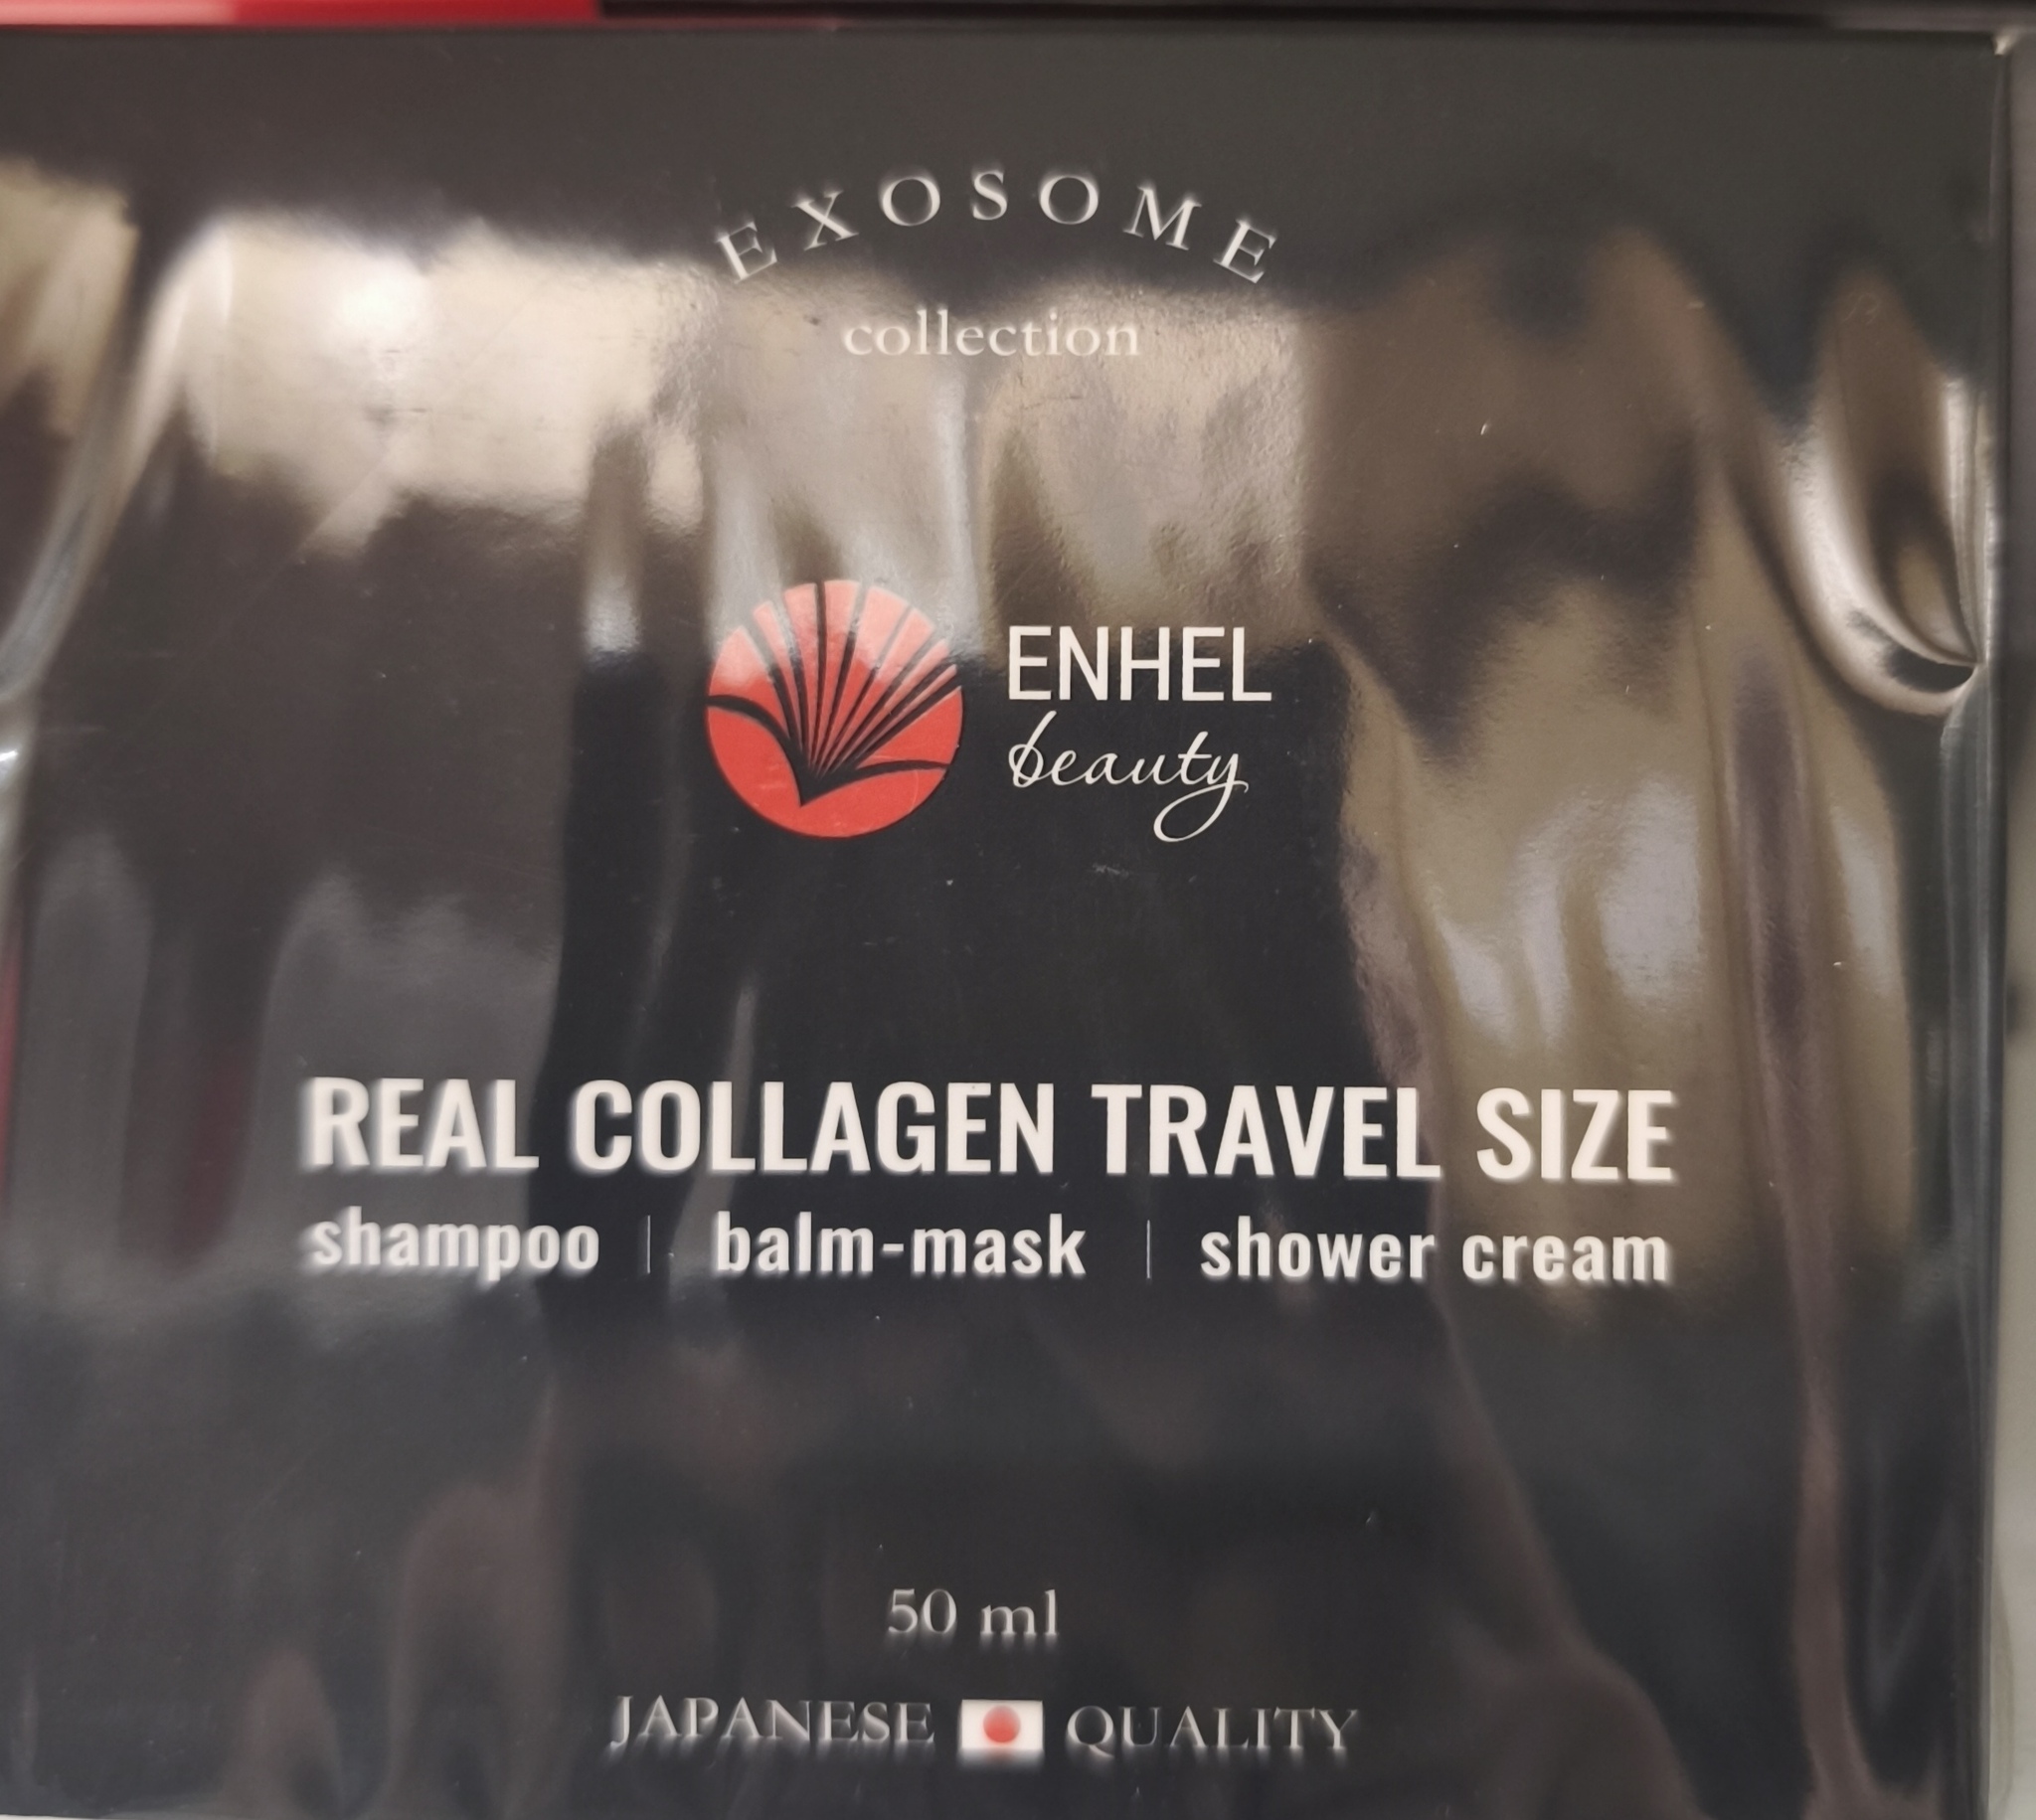 EXOSOME
collection
ENHEL
beauty
REAL COLLAGEN TRAVEL SIZE
shampoo | balm-mask | shower cream
50 ml
JAPANESE QUALITY